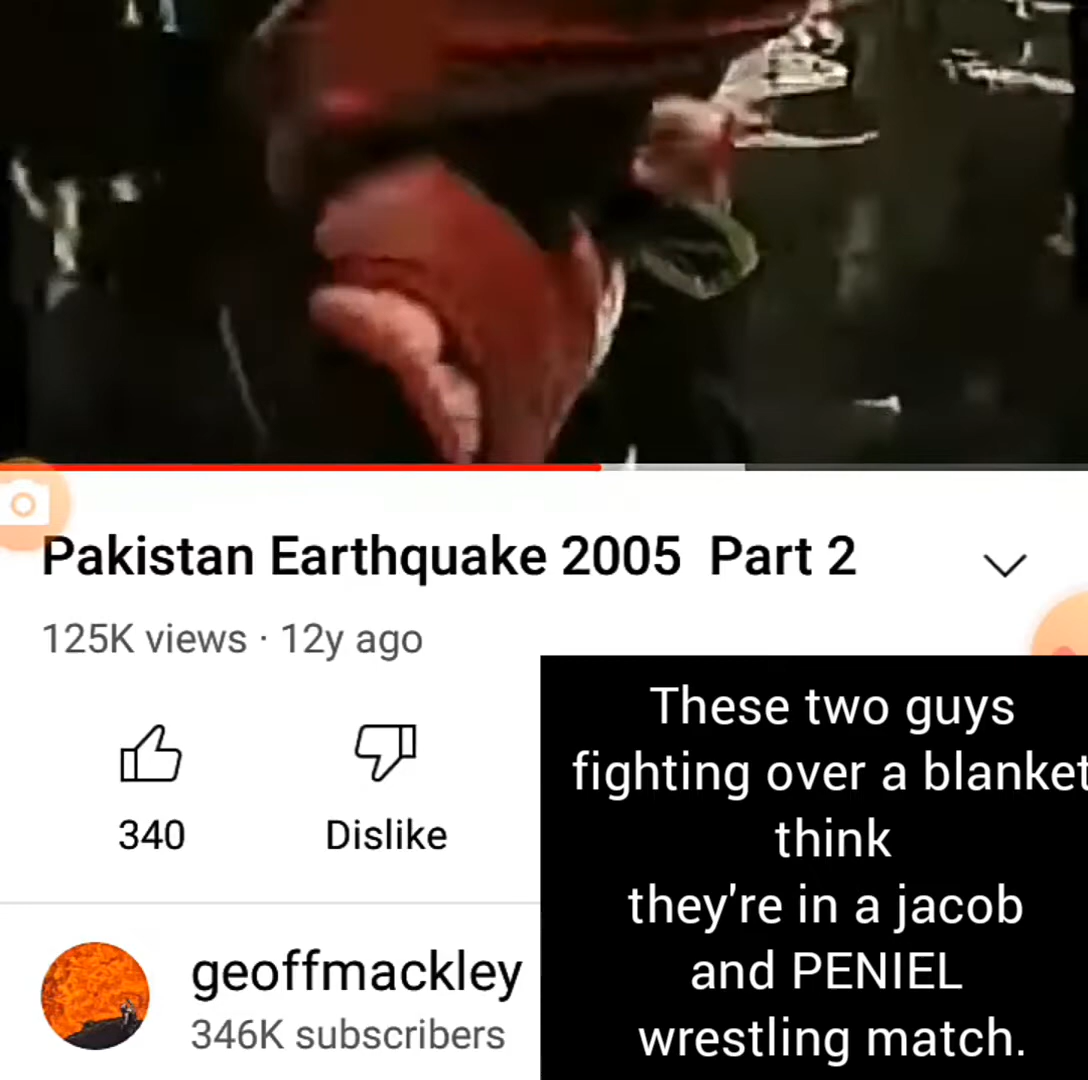 Pakistan Earthquake 2005 Part 2
125K views · 12y ago
340
Dislike
geoffmackley
346K subscribers
These two guys
fighting over a blanket
think
they're in a jacob
and PENIEL
wrestling match.